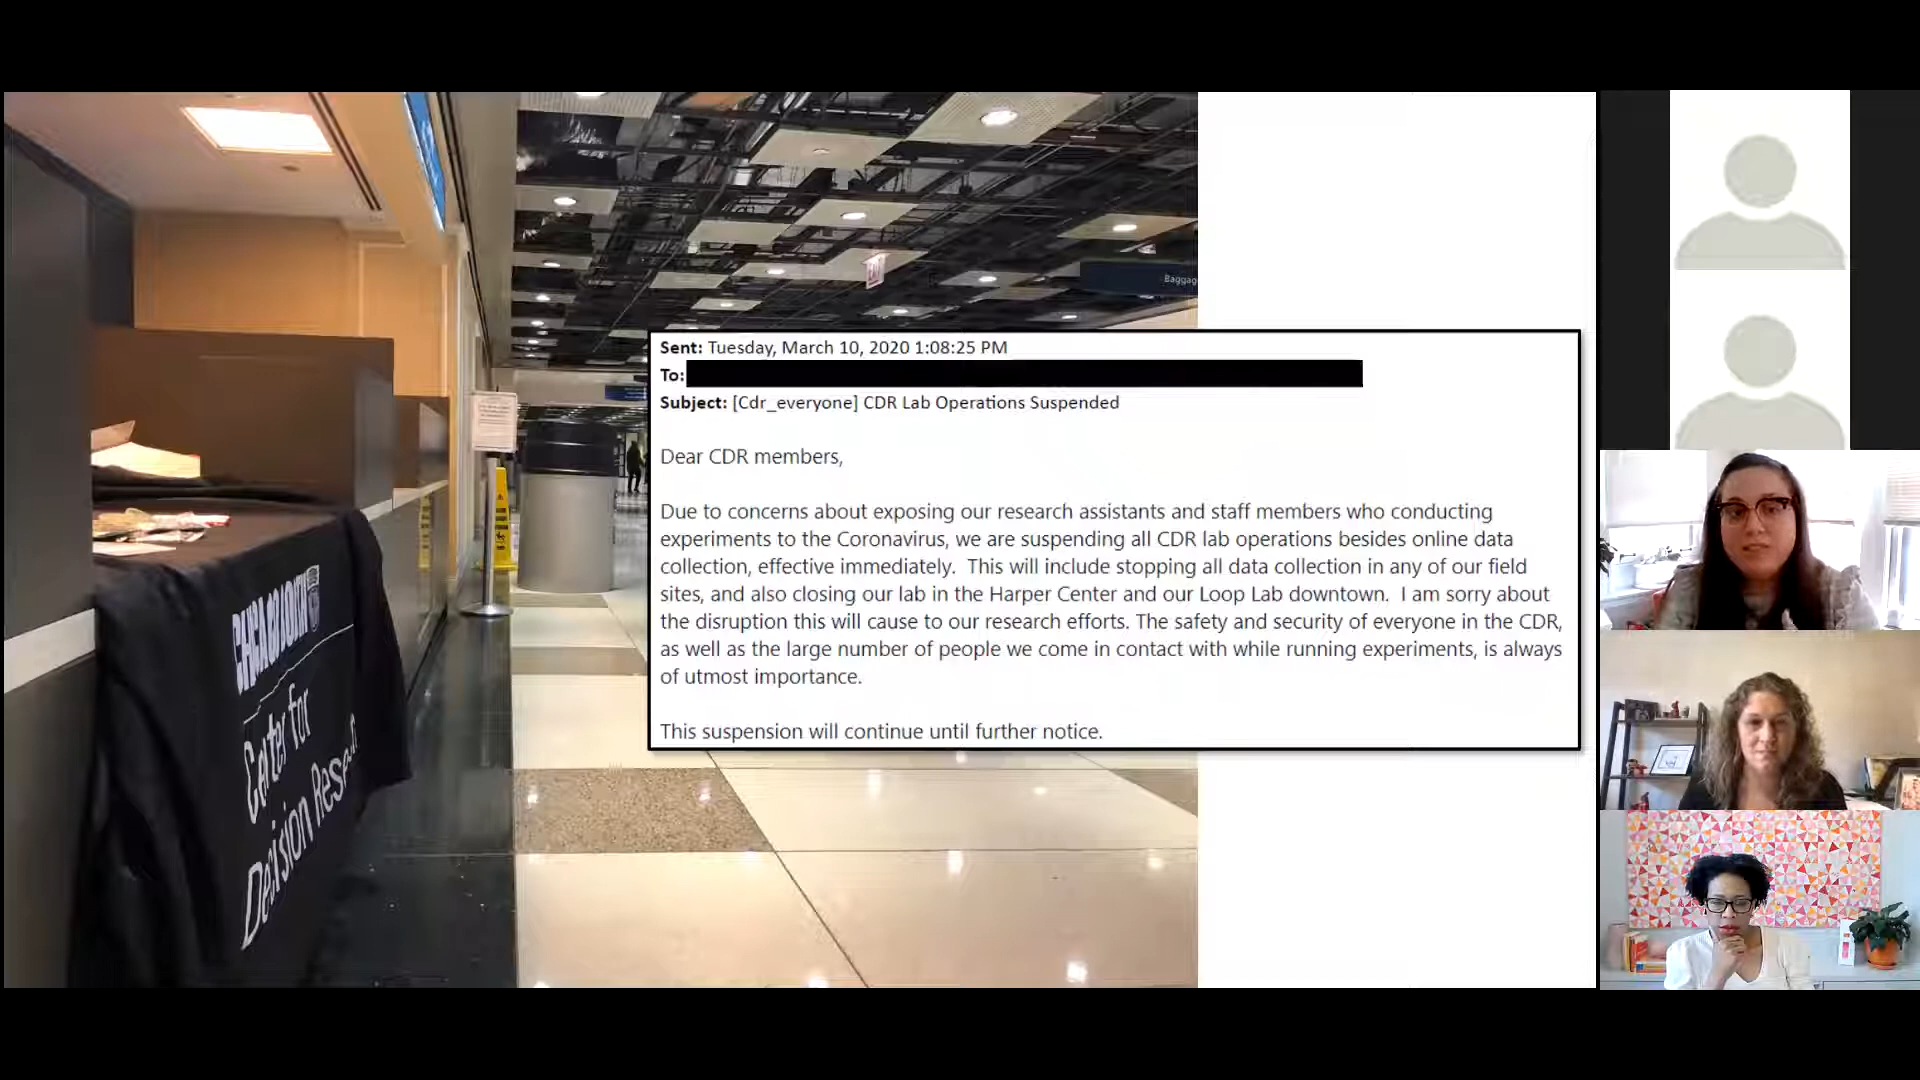 Baggag
EXIT
Sent: Tuesday, March 10, 2020 1:08:25 PM
To:
Subject: [Cdr_everyone] CDR Lab Operations Suspended
Dear CDR members,
Due to concerns about exposing our research assistants and staff members who conducting
experiments to the Coronavirus, we are suspending all CDR lab operations besides online data
collection, effective immediately.  This will include stopping all data collection in any of our field
sites, and also closing our lab in the Harper Center and our Loop Lab downtown.  I am sorry about
the disruption this will cause to our research efforts. The safety and security of everyone in the CDR,
as well as the large number of people we come in contact with while running experiments, is always
of utmost importance.
This suspension will continue until further notice.
CHICAGO BOOTH
Center for
Decision Resea